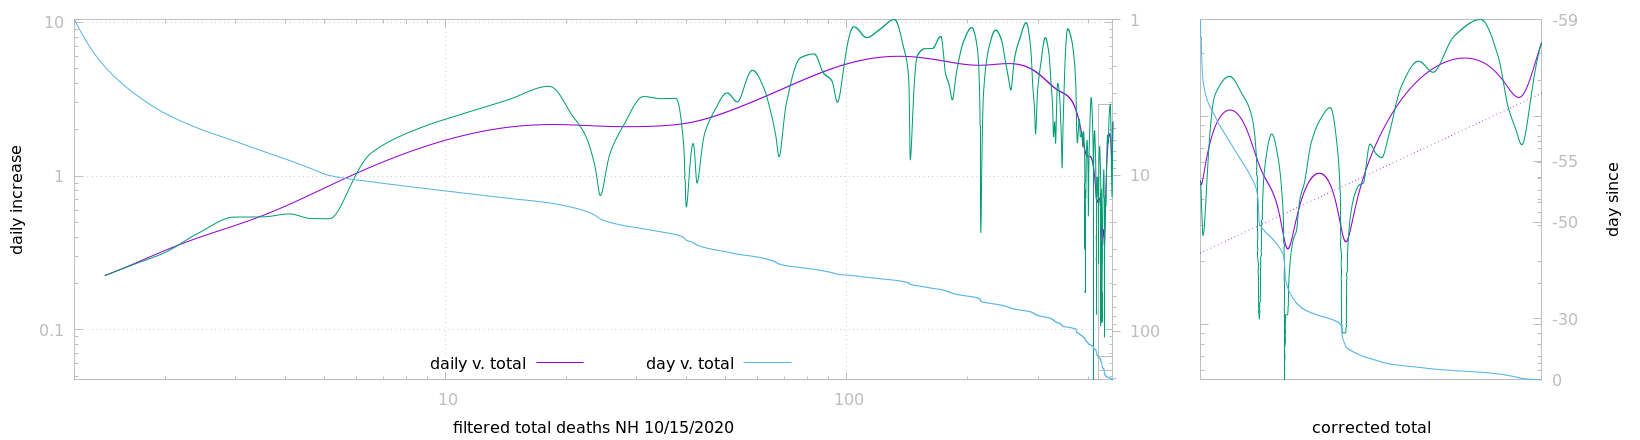 10
1
0.1
daily increase
daily v. total
day v. total
10
100
filtered total deaths NH 10/15/2020
1
10
100
-59
-55
-50
-30
0
day since
corrected total